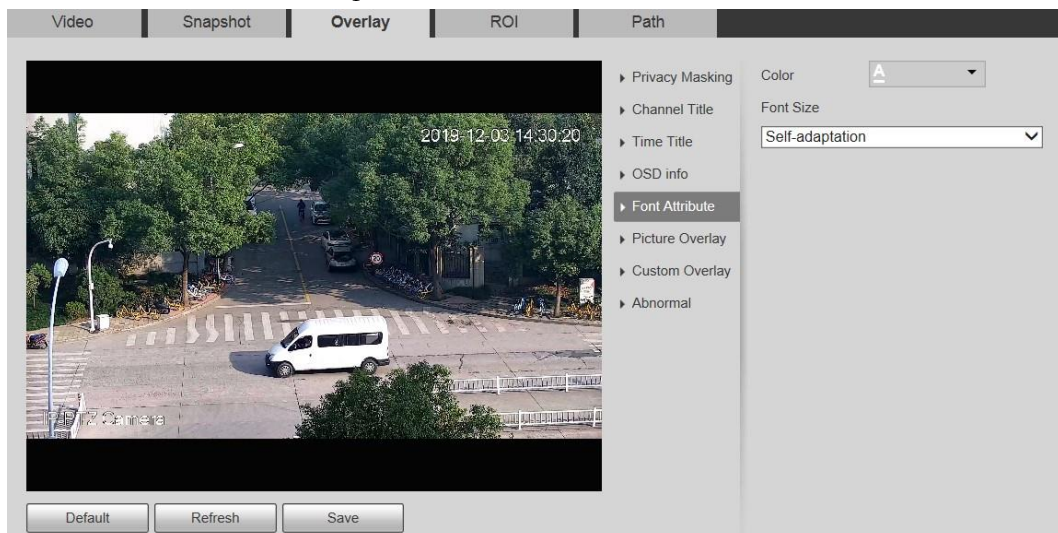 Video Snapshot Overlay ROI Path
2019-12-03 14:30:20
IP PTZ Camera
Privacy Masking
Channel Title
Time Title
OSD info
Font Attribute
Picture Overlay
Custom Overlay
Abnormal
Color A
Font Size
Self-adaptation
Default Refresh Save